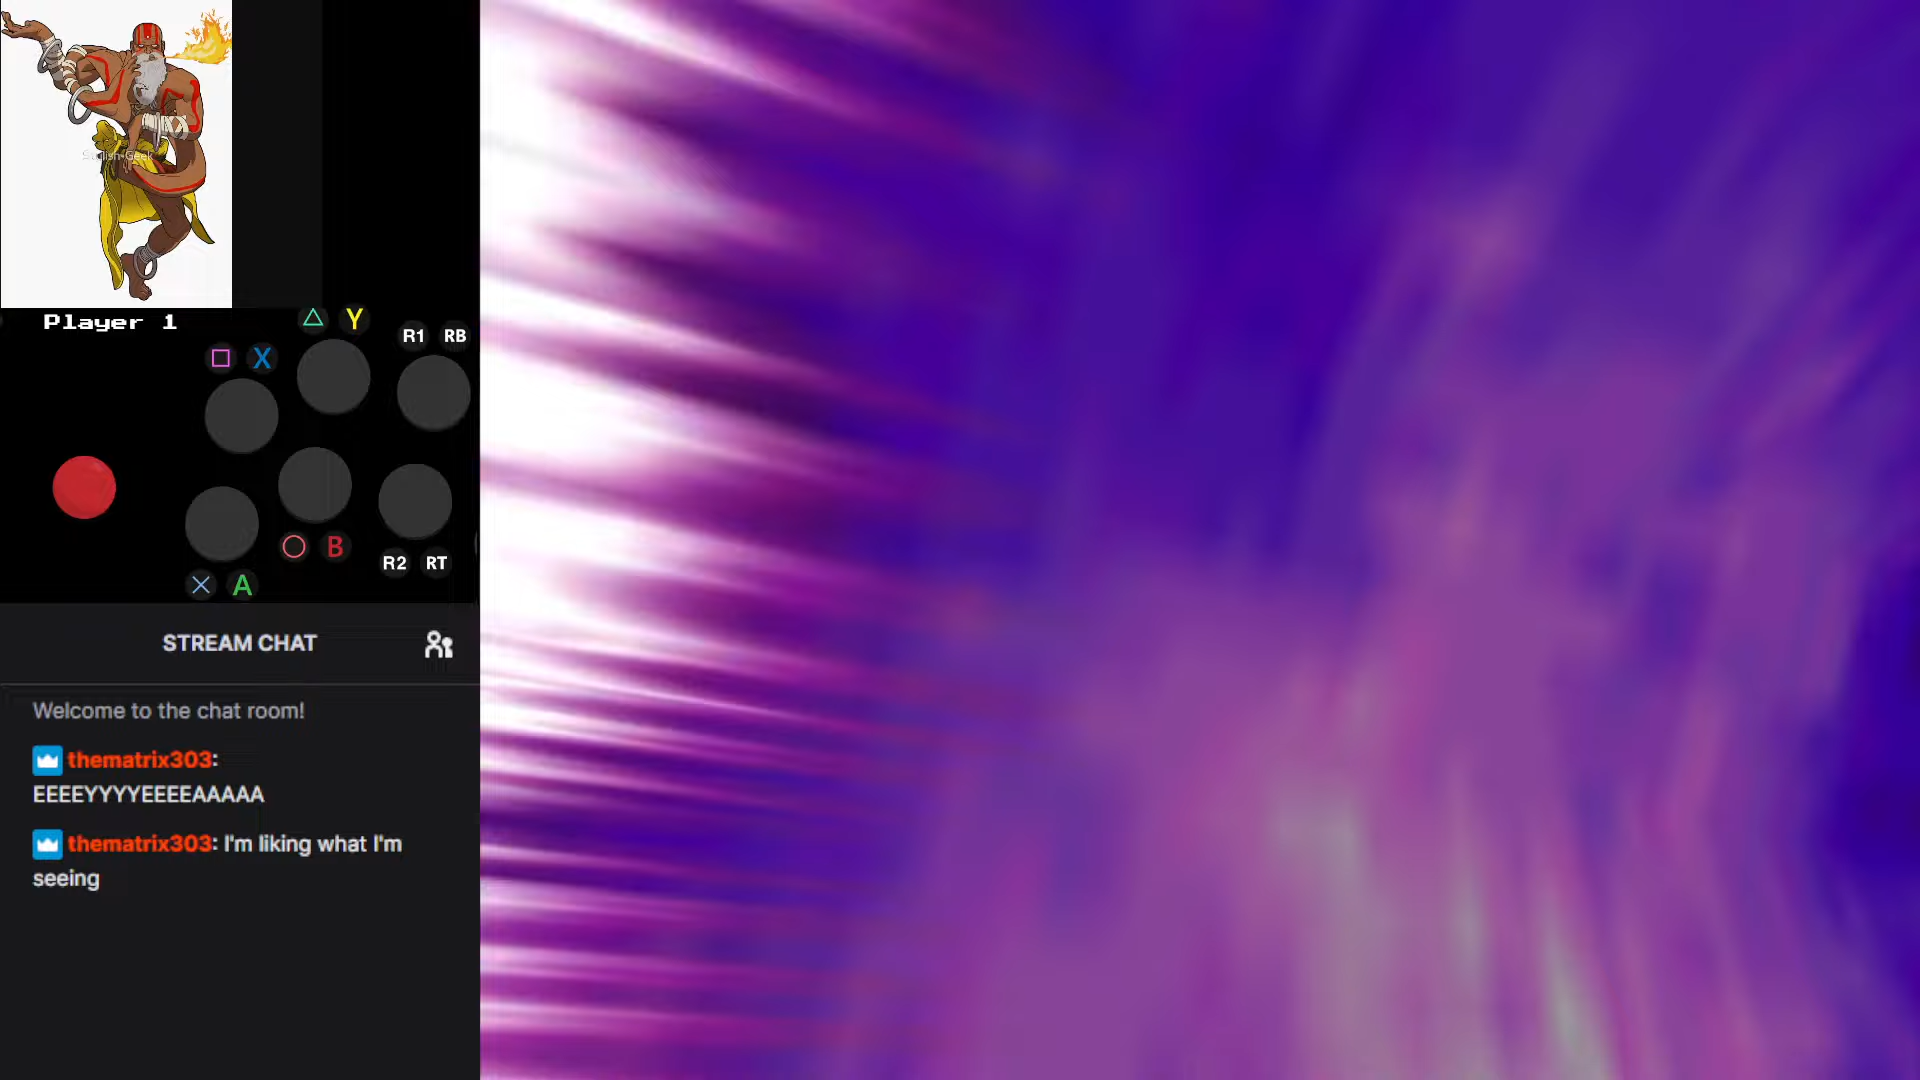 Player 1
Y
R1 RB
X
B
R2 RT
A
STREAM CHAT
Welcome to the chat room!
thematrix303:
EEEEYYYYEEEEAAAAA
thematrix303: I'm liking what I'm
seeing